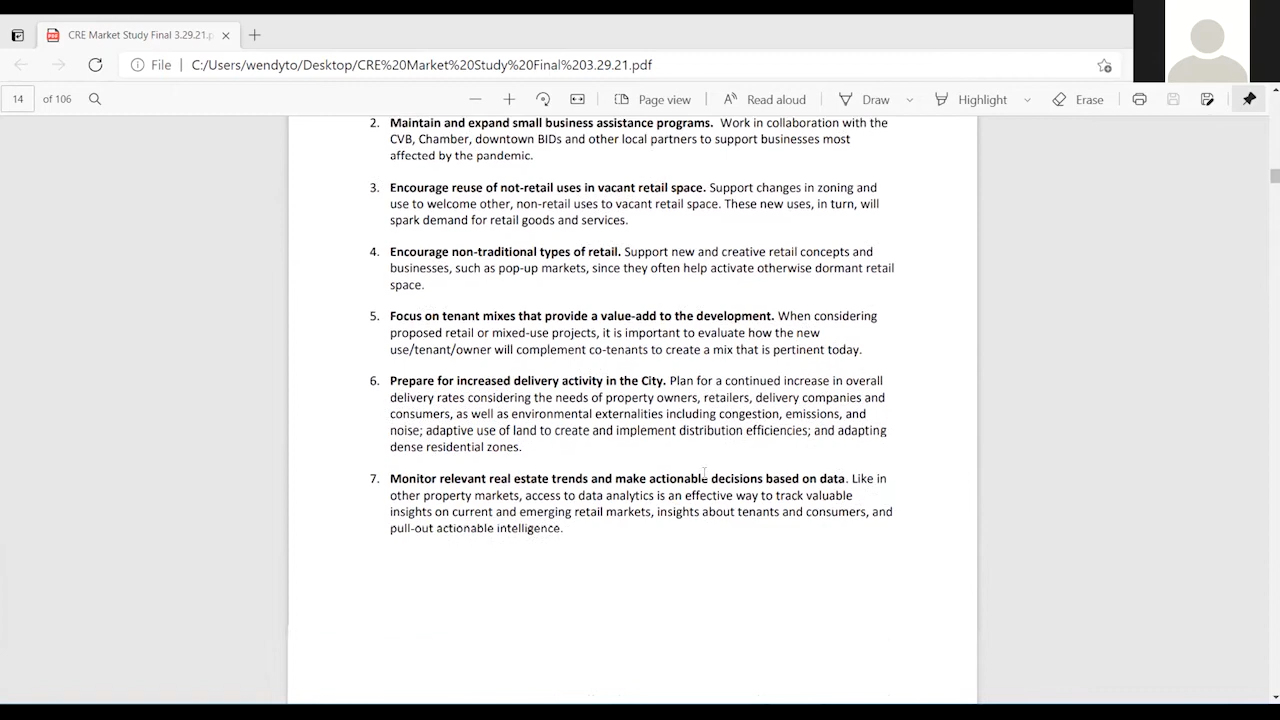 CRE Market Study Final 3.29.21.p
File | C:/Users/wendyto/Desktop/CRE%20Market%20Study%20Final%203.29.21.pdf
14 of 106 Page view Read aloud Draw Highlight Erase
2. Maintain and expand small business assistance programs. Work in collaboration with the
CVB, Chamber, downtown BIDs and other local partners to support businesses most
affected by the pandemic.
3. Encourage reuse of not-retail uses in vacant retail space. Support changes in zoning and
use to welcome other, non-retail uses to vacant retail space. These new uses, in turn, will
spark demand for retail goods and services.
4. Encourage non-traditional types of retail. Support new and creative retail concepts and
businesses, such as pop-up markets, since they often help activate otherwise dormant retail
space.
5. Focus on tenant mixes that provide a value-add to the development. When considering
proposed retail or mixed-use projects, it is important to evaluate how the new
use/tenant/owner will complement co-tenants to create a mix that is pertinent today.
6. Prepare for increased delivery activity in the City. Plan for a continued increase in overall
delivery rates considering the needs of property owners, retailers, delivery companies and
consumers, as well as environmental externalities including congestion, emissions, and
noise; adaptive use of land to create and implement distribution efficiencies; and adapting
dense residential zones.
7. Monitor relevant real estate trends and make actionable decisions based on data. Like in
other property markets, access to data analytics is an effective way to track valuable
insights on current and emerging retail markets, insights about tenants and consumers, and
pull-out actionable intelligence.